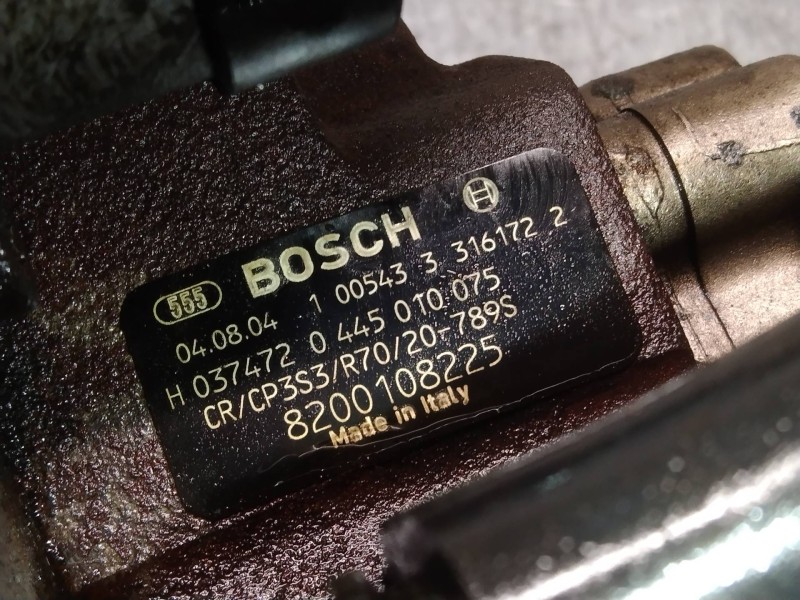 555 BOSCH H
04.08.04 1 00543 3 316172 2
H 037472 0 445 010 075
CR/CP3S3/R70/20-789S
8200108225
Made in Italy